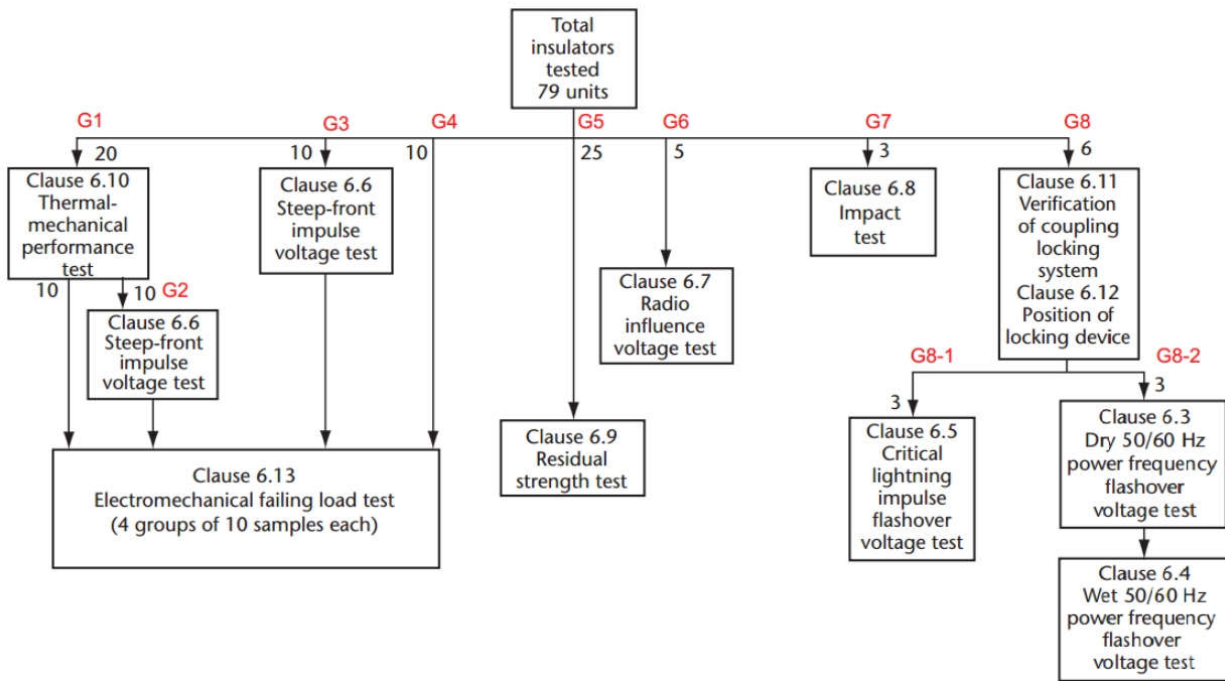 Total
insulators
tested
79 units
G1
G3
G4
G5
G6
G7
G8
20
10
10
25
5
3
6
Clause 6.10
Thermal-
mechanical
performance
test
Clause 6.6
Steep-front
impulse
voltage test
Clause 6.8
Impact
test
Clause 6.11
Verification
of coupling
locking
system
Clause 6.12
Position of
locking device
10
10
G2
Clause 6.6
Steep-front
impulse
voltage test
Clause 6.7
Radio
influence
voltage test
G8-1
G8-2
3
3
Clause 6.13
Electromechanical failing load test
(4 groups of 10 samples each)
Clause 6.9
Residual
strength test
Clause 6.5
Critical
lightning
impulse
flashover
voltage test
Clause 6.3
Dry 50/60 Hz
power frequency
flashover
voltage test
Clause 6.4
Wet 50/60 Hz
power frequency
flashover
voltage test